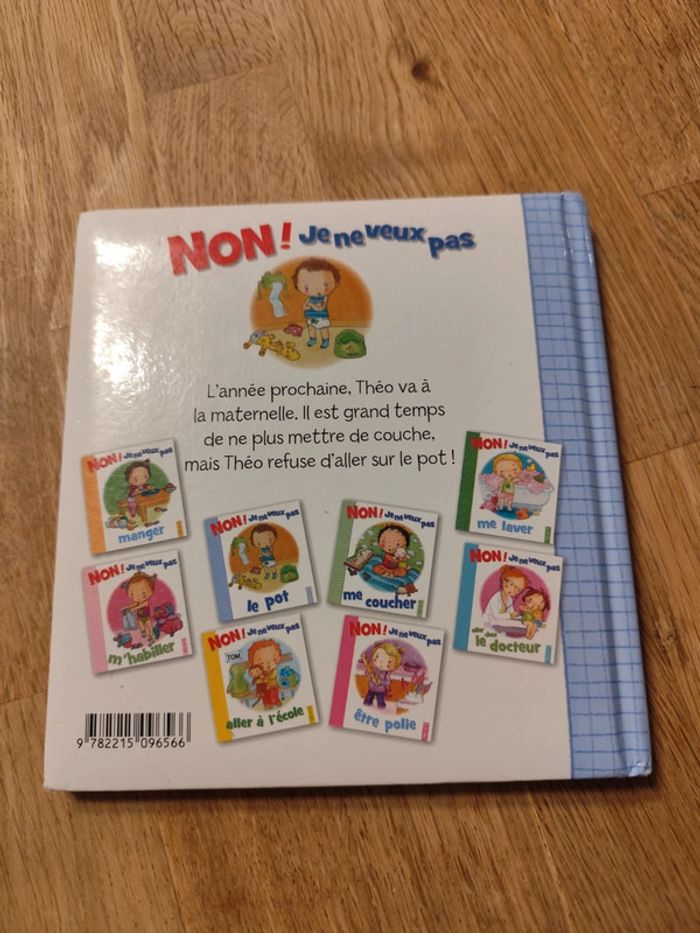 NON! Je ne veux pas
L'année prochaine, Théo va à
la maternelle. Il est grand temps
de ne plus mettre de couche,
mais Théo refuse d'aller sur le pot !
NON! Je ne veux pas
manger
NON! Je ne veux pas
me laver
NON! Je ne veux pas
m'habiller
NON! Je ne veux pas
le pot
NON! Je ne veux pas
me coucher
NON! Je ne veux pas
aller chez
le docteur
NON! Je ne veux pas
TOM
aller à l'école
NON! Je ne veux pas
être polie
9 782215 096566